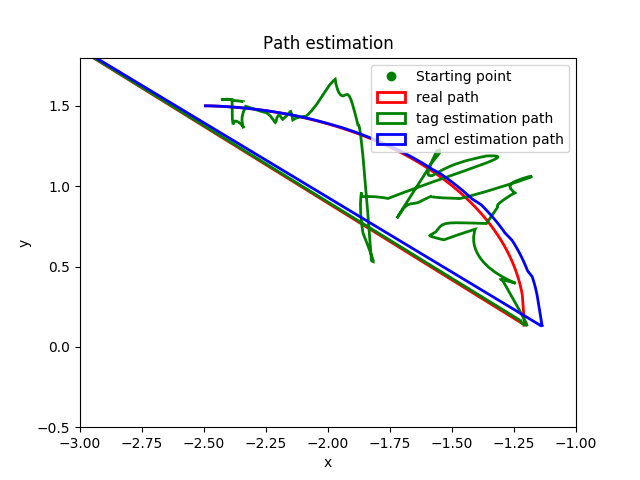 Path estimation
Starting point
real path
tag estimation path
amcl estimation path
y
1.5
1.0
0.5
0.0
−0.5
−3.00 −2.75 −2.50 −2.25 −2.00 −1.75 −1.50 −1.25 −1.00
x